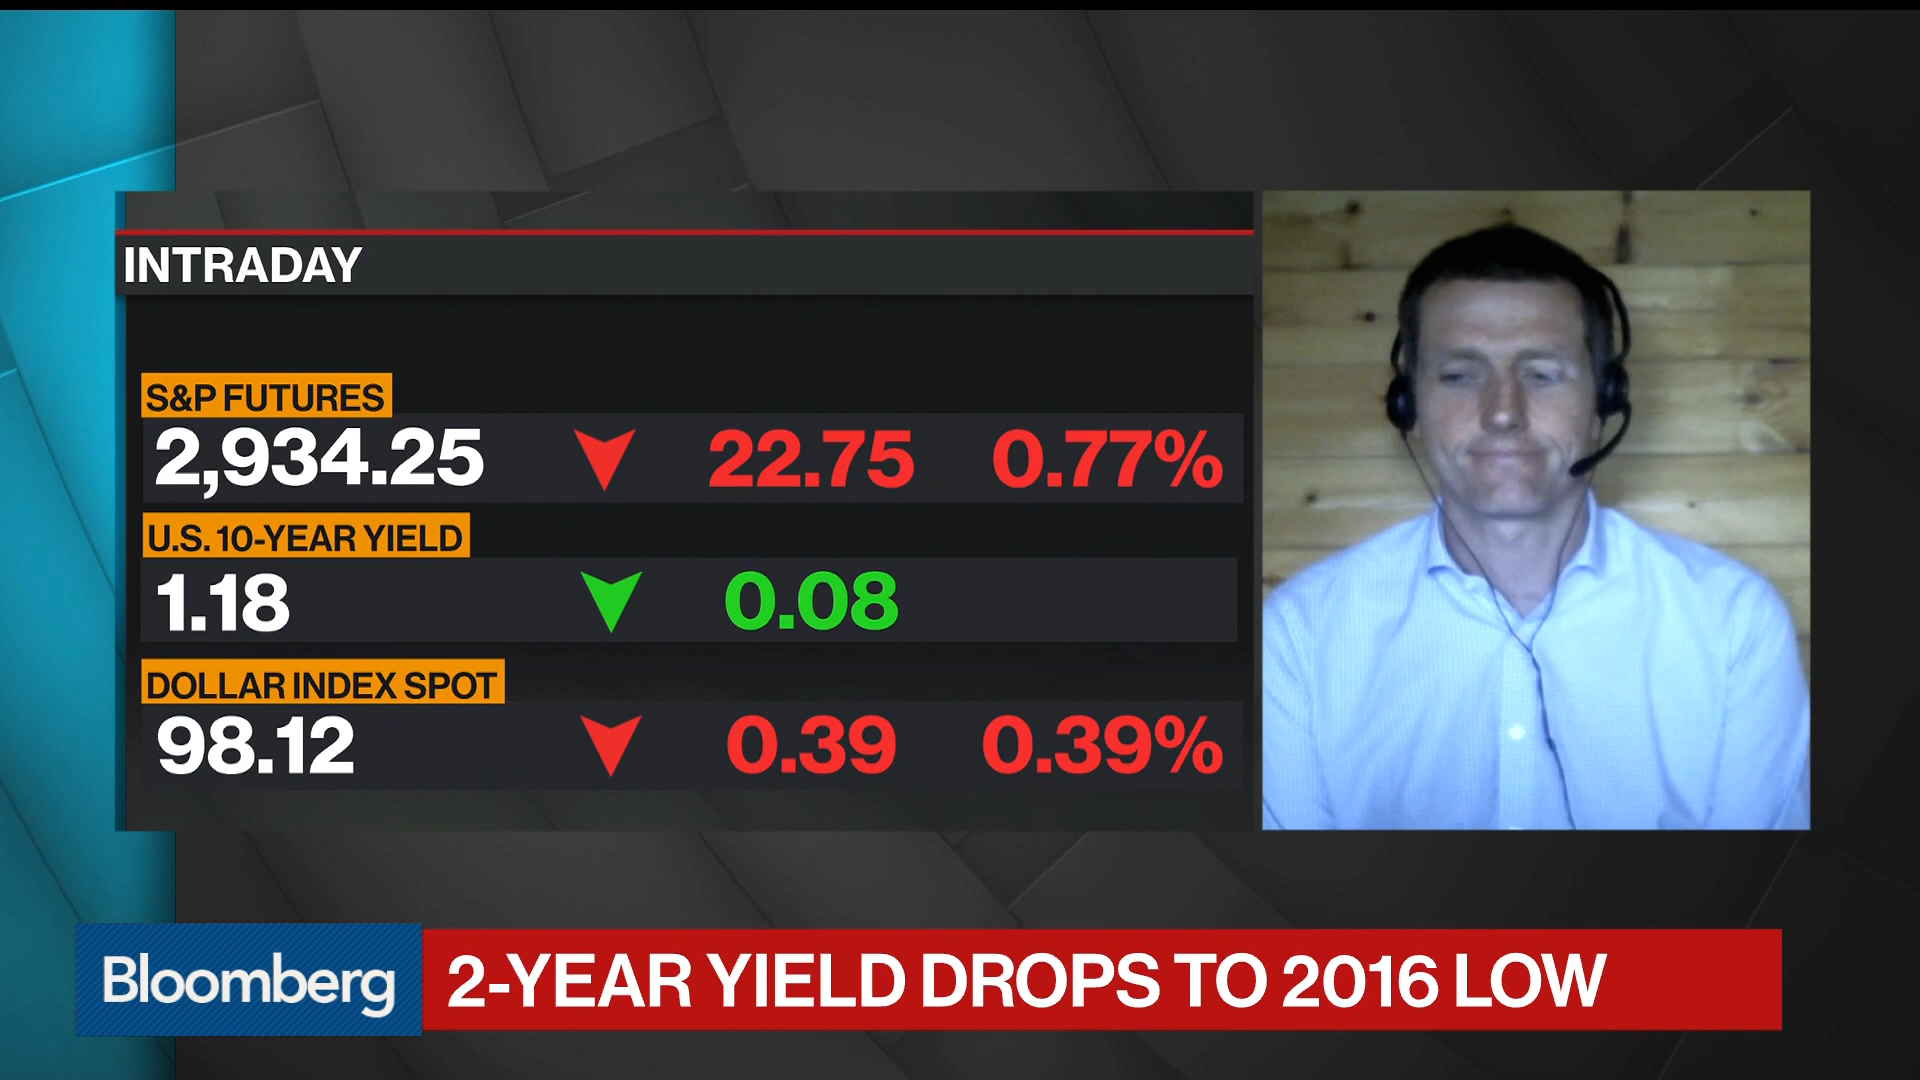 INTRADAY
S&P FUTURES
2,934.25 22.75 0.77%
U.S. 10-YEAR YIELD
1.18 0.08
DOLLAR INDEX SPOT
98.12 0.39 0.39%
Bloomberg 2-YEAR YIELD DROPS TO 2016 LOW